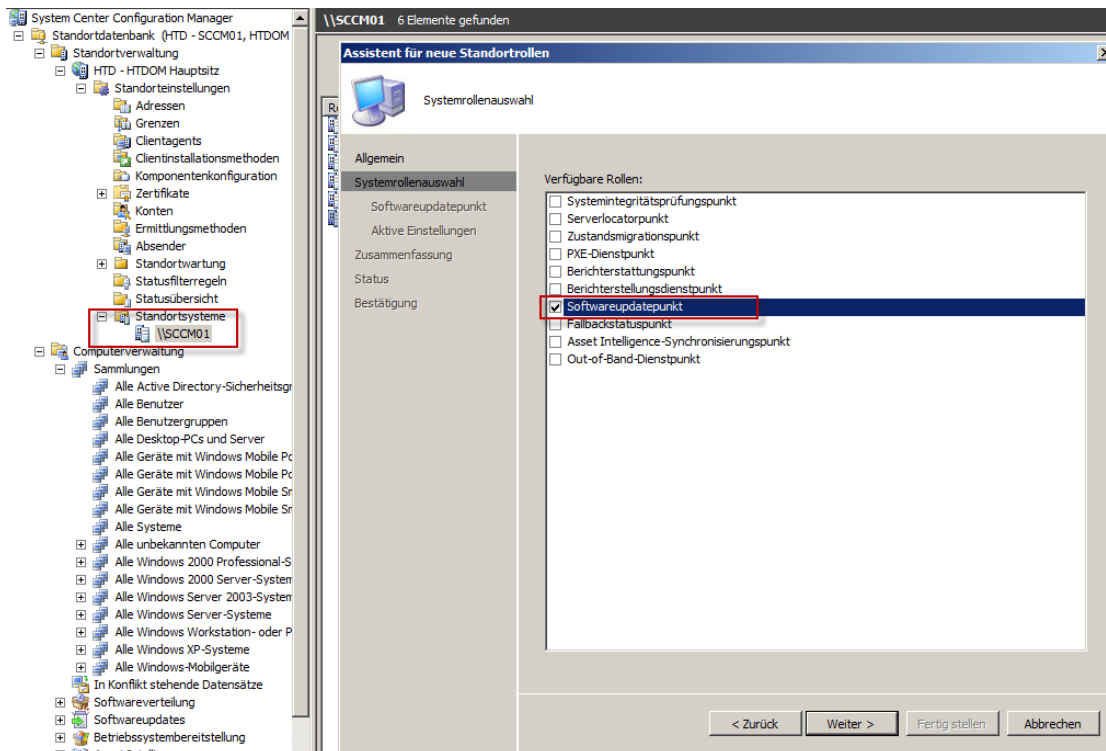 System Center Configuration Manager
Standortdatenbank (HTD - SCCM01, HTDOM
Standortverwaltung
HTD - HTDOM Hauptsitz
Standorteinstellungen
Adressen
Grenzen
Clientagents
Clientinstallationsmethoden
Komponentenkonfiguration
Zertifikate
Konten
Ermittlungsmethoden
Absender
Standortwartung
Statusfilterregeln
Statusübersicht
Standortsysteme
\\SCCM01
Computerverwaltung
Sammlungen
Alle Active Directory-Sicherheitsgr
Alle Benutzer
Alle Benutzergruppen
Alle Desktop-PCs und Server
Alle Geräte mit Windows Mobile Po
Alle Geräte mit Windows Mobile Po
Alle Geräte mit Windows Mobile Sm
Alle Geräte mit Windows Mobile Sm
Alle Systeme
Alle unbekannten Computer
Alle Windows 2000 Professional-S
Alle Windows 2000 Server-System
Alle Windows Server 2003-System
Alle Windows Server-Systeme
Alle Windows Workstation- oder P
Alle Windows XP-Systeme
Alle Windows-Mobilgeräte
In Konflikt stehende Datensätze
Softwareverteilung
Softwareupdates
Betriebssystembereitstellung
\\SCCM01 6 Elemente gefunden
Assistent für neue Standortrollen
Systemrollenauswahl
Allgemein
Systemrollenauswahl
Softwareupdatepunkt
Aktive Einstellungen
Zusammenfassung
Status
Bestätigung
Verfügbare Rollen:
Systemintegritätsprüfungspunkt
Serverlocatorpunkt
Zustandsmigrationspunkt
PXE-Dienstpunkt
Berichterstattungspunkt
Berichterstellungsdienstpunkt
Softwareupdatepunkt
Fallbackstatuspunkt
Asset Intelligence-Synchronisierungspunkt
Out-of-Band-Dienstpunkt
< Zurück
Weiter >
Fertig stellen
Abbrechen